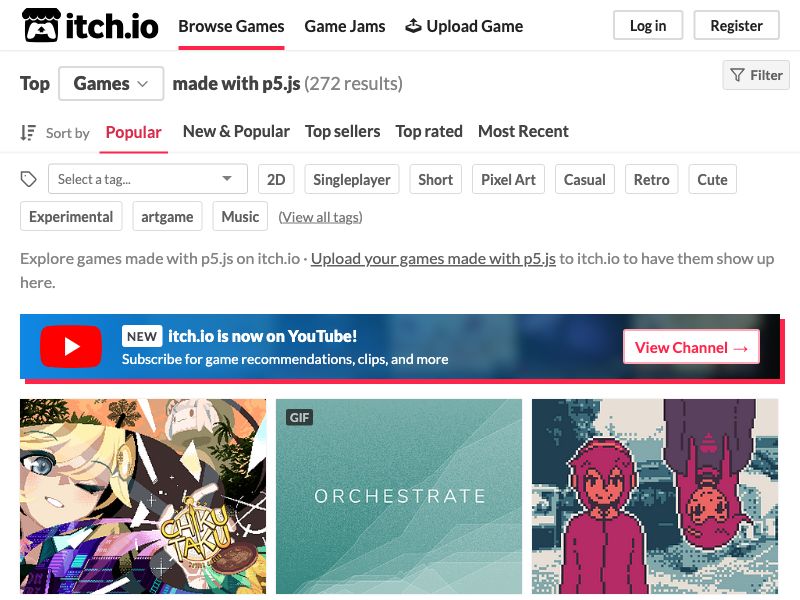 itch.io Browse Games Game Jams Upload Game Log in Register
Top Games made with p5.js (272 results) Filter
Sort by Popular New & Popular Top sellers Top rated Most Recent
Select a tag... 2D Singleplayer Short Pixel Art Casual Retro Cute
Experimental artgame Music (View all tags)
Explore games made with p5.js on itch.io · Upload your games made with p5.js to itch.io to have them show up
here.
NEW itch.io is now on YouTube!
Subscribe for game recommendations, clips, and more
View Channel →
GIF
ORCHESTRATE
CHIKU
TAKU